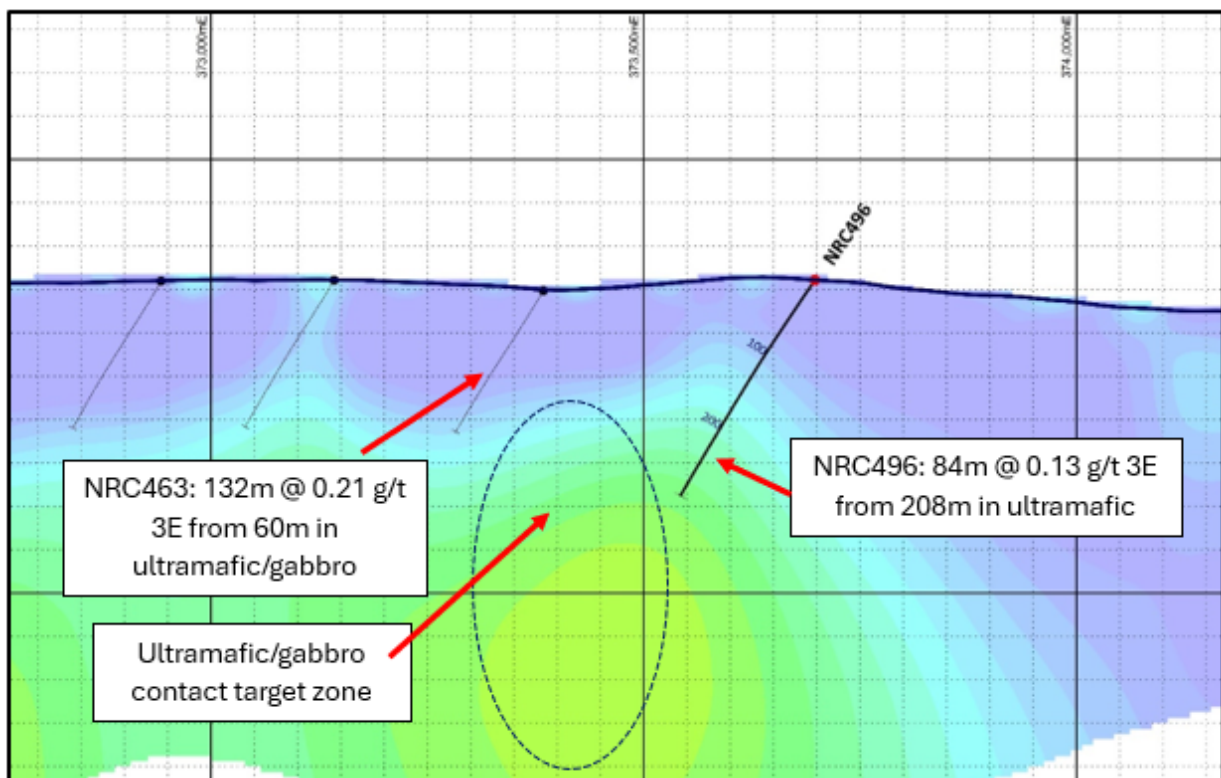 373,000mE
373,500mE
374,000mE
NRC496
100
200
NRC463: 132m @ 0.21 g/t
3E from 60m in
ultramafic/gabbro
NRC496: 84m @ 0.13 g/t 3E
from 208m in ultramafic
Ultramafic/gabbro
contact target zone